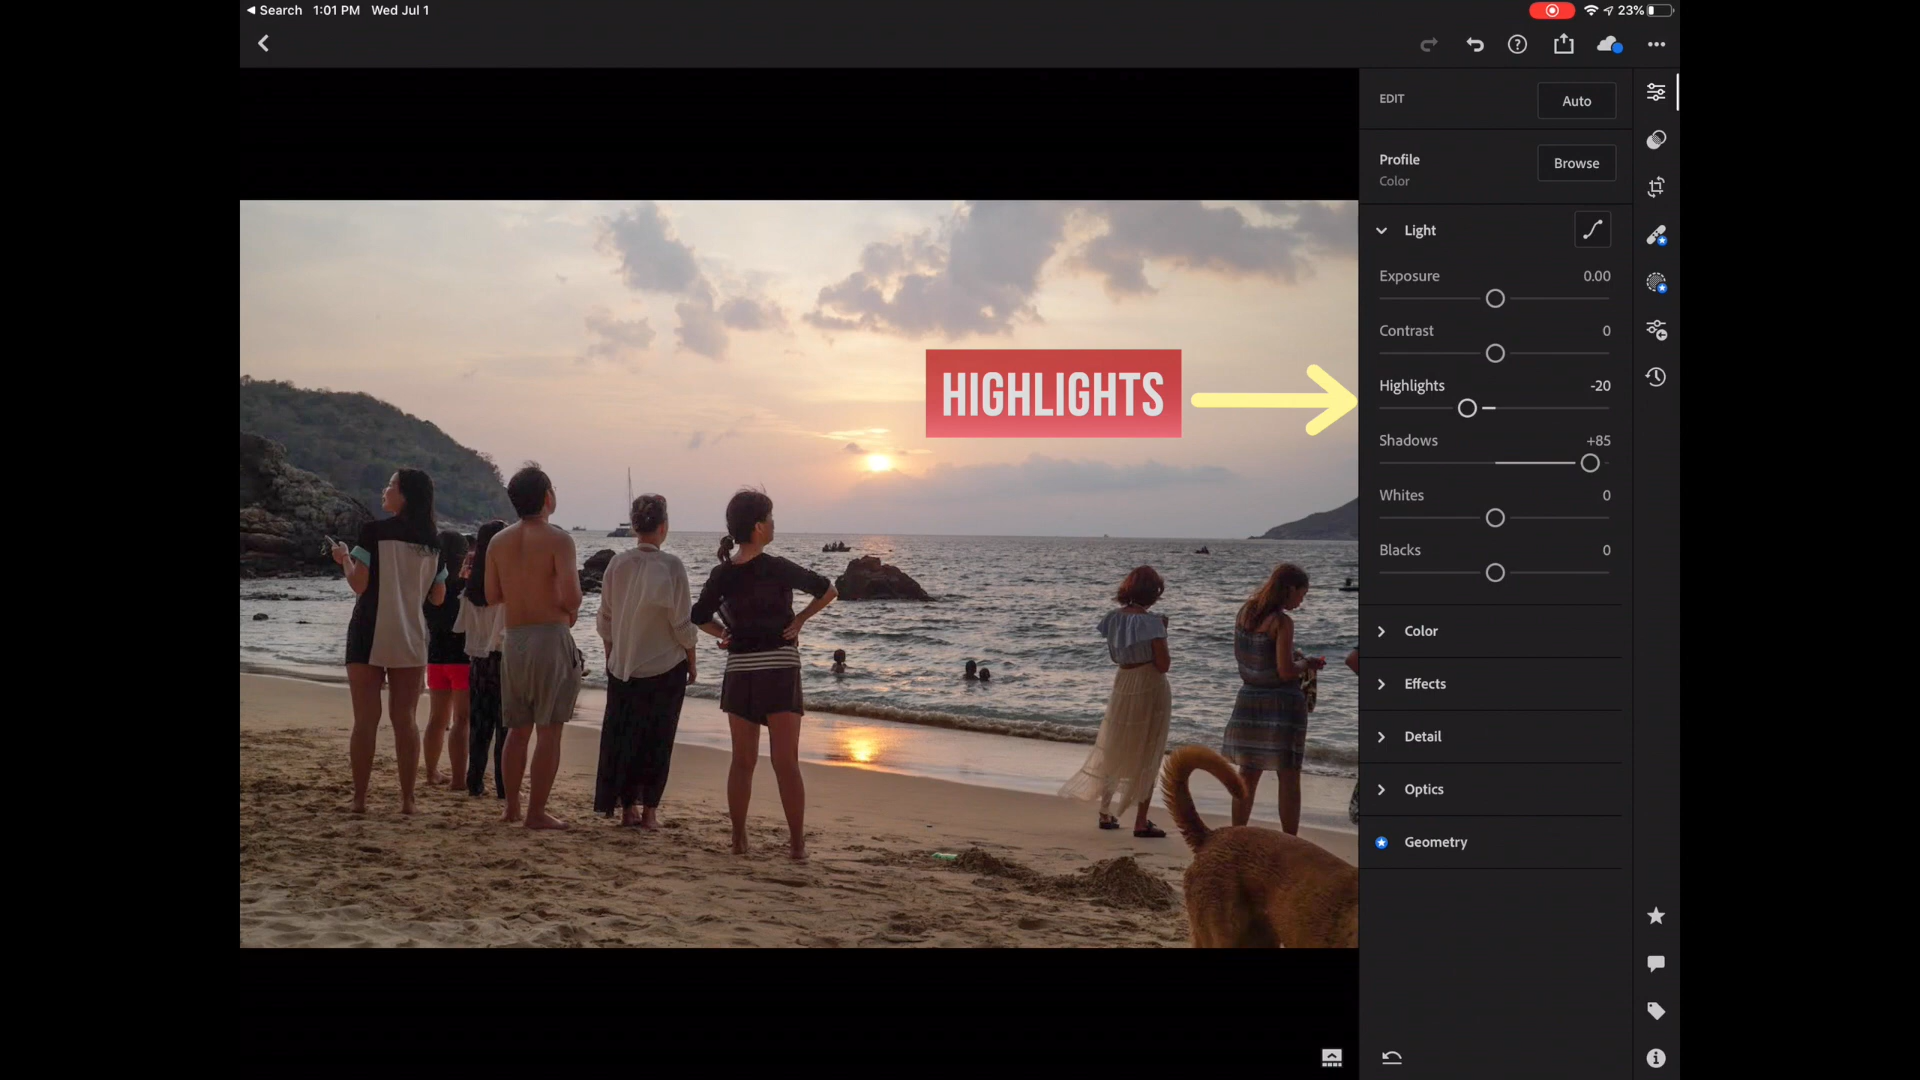 Search 1:01 PM Wed Jul 1
23%
EDIT
Auto
Profile
Color
Browse
Light
Exposure 0.00
Contrast 0
HIGHLIGHTS
Highlights -20
Shadows +85
Whites 0
Blacks 0
Color
Effects
Detail
Optics
Geometry